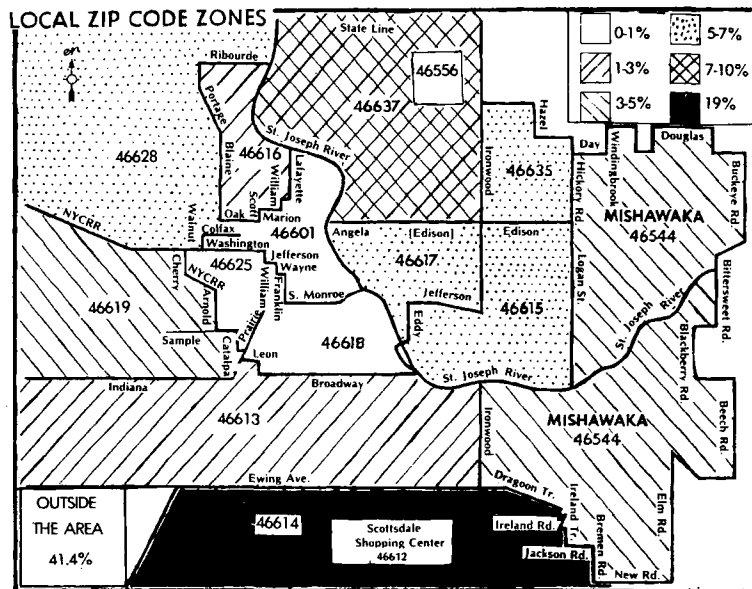 LOCAL ZIP CODE ZONES
0-1%
5-7%
1-3%
7-10%
3-5%
19%
State Line
Ribourde
46556
46637
Portage
St. Joseph River
Hazel
46628
Blaine
46616
William
Lafayette
Scott
Ironwood
46635
Day
Windingbrook
Douglas
Hickory Rd.
Buckeye Rd.
MISHAWAKA
46544
NYCRR
Walnut
Oak
Marion
Colfax
46601
Angela
[Edison]
Edison
Washington
46625
Jefferson
Wayne
46617
Logan St.
Bittersweet Rd.
Cherry
NYCRR
Arnold
William
Franklin
S. Monroe
Jefferson
46615
St. Joseph River
46619
Prairie
46618
Eddy
Sample
Catalpa
Leon
Blackberry Rd.
Indiana
Broadway
St. Joseph River
46613
Ironwood
MISHAWAKA
46544
Beech Rd.
Ewing Ave.
Dragoon Tr.
OUTSIDE
THE AREA
41.4%
46614
Scottsdale
Shopping Center
46612
Ireland Rd.
Ireland Tr.
Jackson Rd.
Bremen Rd.
Elm Rd.
New Rd.